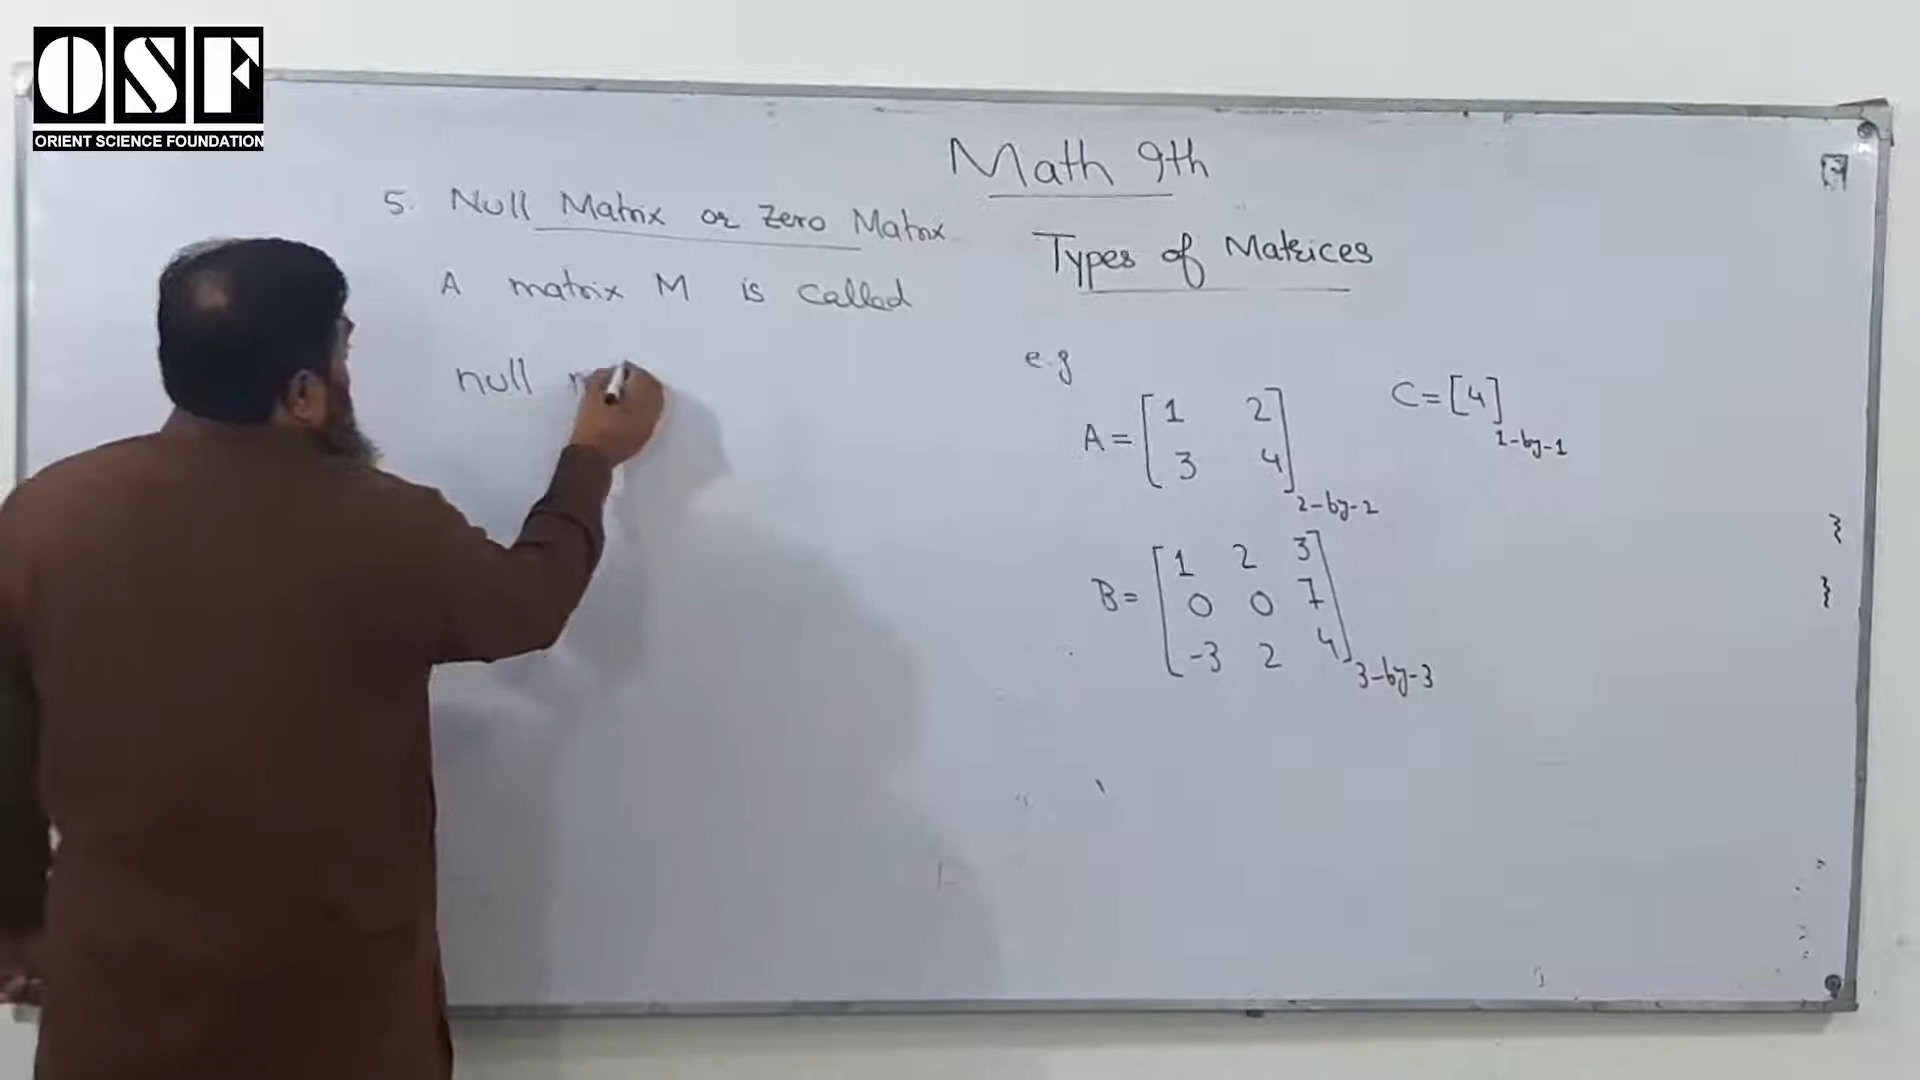 OSF
ORIENT SCIENCE FOUNDATION
Math 9th
5. Null Matrix or Zero Matrix
A matrix M is called
null
Types of Matrices
e.g
A = [1 2
3 4] 2-by-2
C = [4] 1-by-1
B = [1 2 3
0 0 7
-3 2 4] 3-by-3